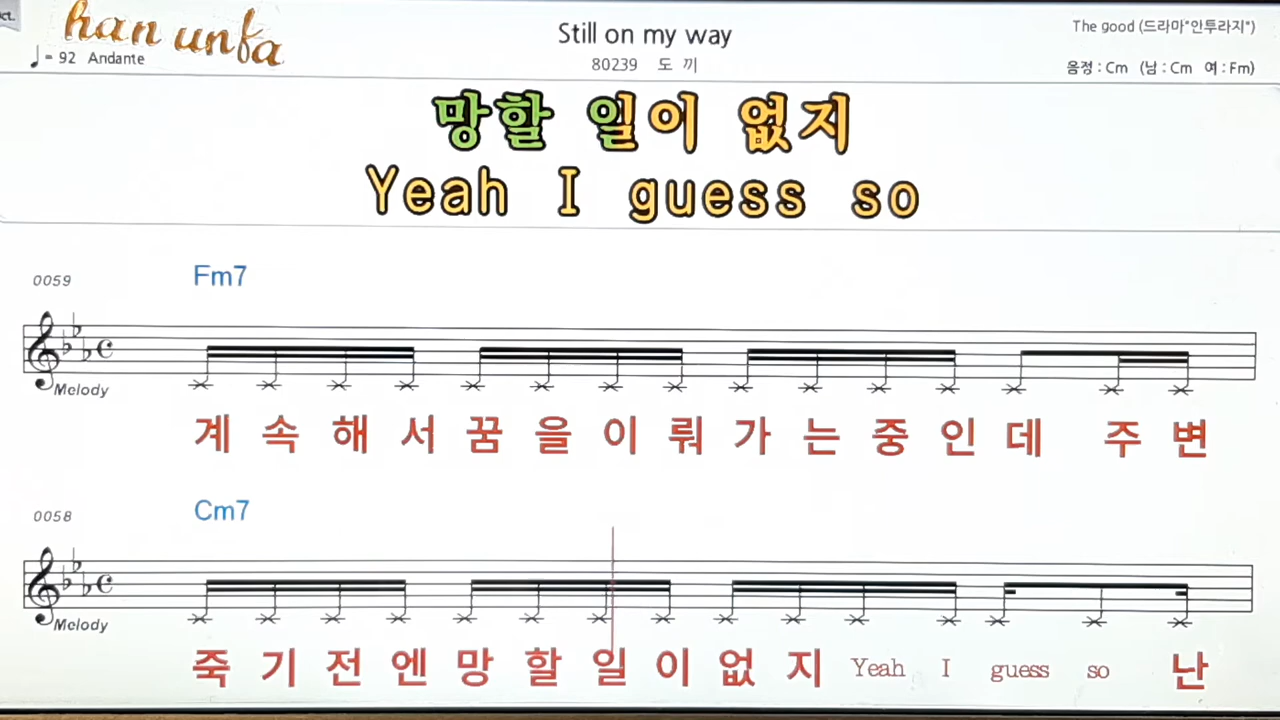 ct.
han unfa
Still on my way
The good (드라마"안투라지")
♩= 92 Andante
80239 도 끼
음정 : Cm (남 : Cm 여 : Fm)
망할 일이 없지
Yeah I guess so
0059
Fm7
Melody
계 속 해 서 꿈 을 이 뤄 가 는 중 인 데 주 변
0058
Cm7
Melody
죽 기 전 엔 망 할 일 이 없 지 Yeah I guess so 난